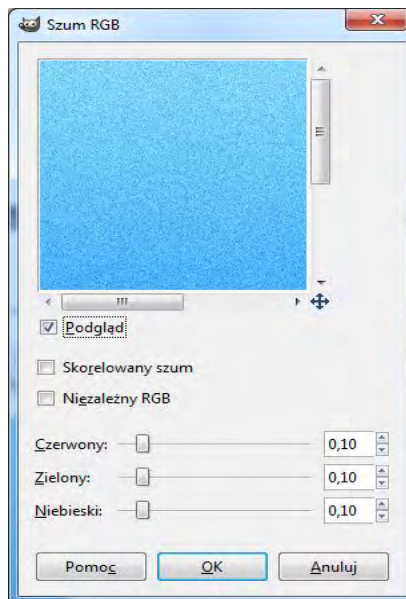 Szum RGB
Podgląd
Skorelowany szum
Niezależny RGB
Czerwony: 0,10
Zielony: 0,10
Niebieski: 0,10
Pomoc OK Anuluj